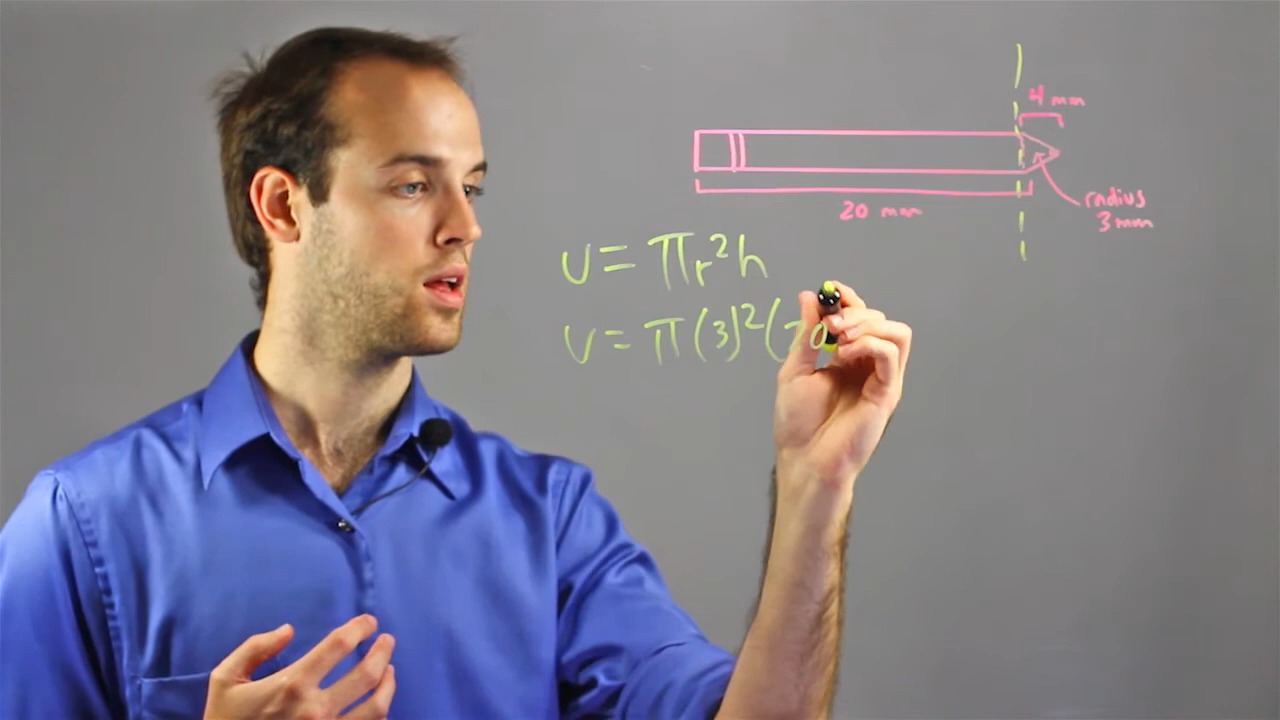 4 mm
radius
3 mm
20 mm
V = πr²h
V = π(3)²(20